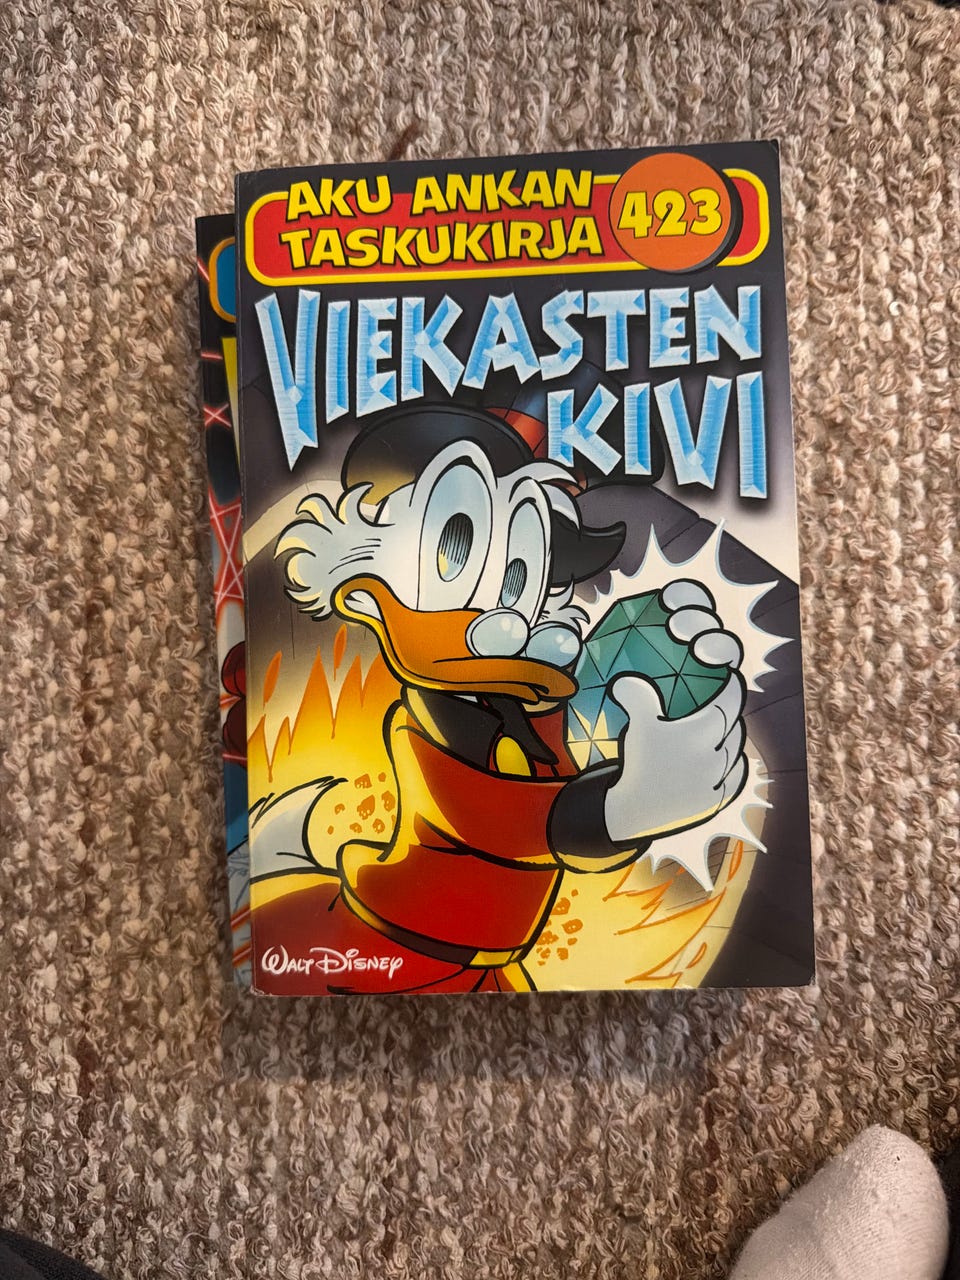 AKU ANKAN
TASKUKIRJA
423
VIEKASTEN
KIVI
WALT DISNEY